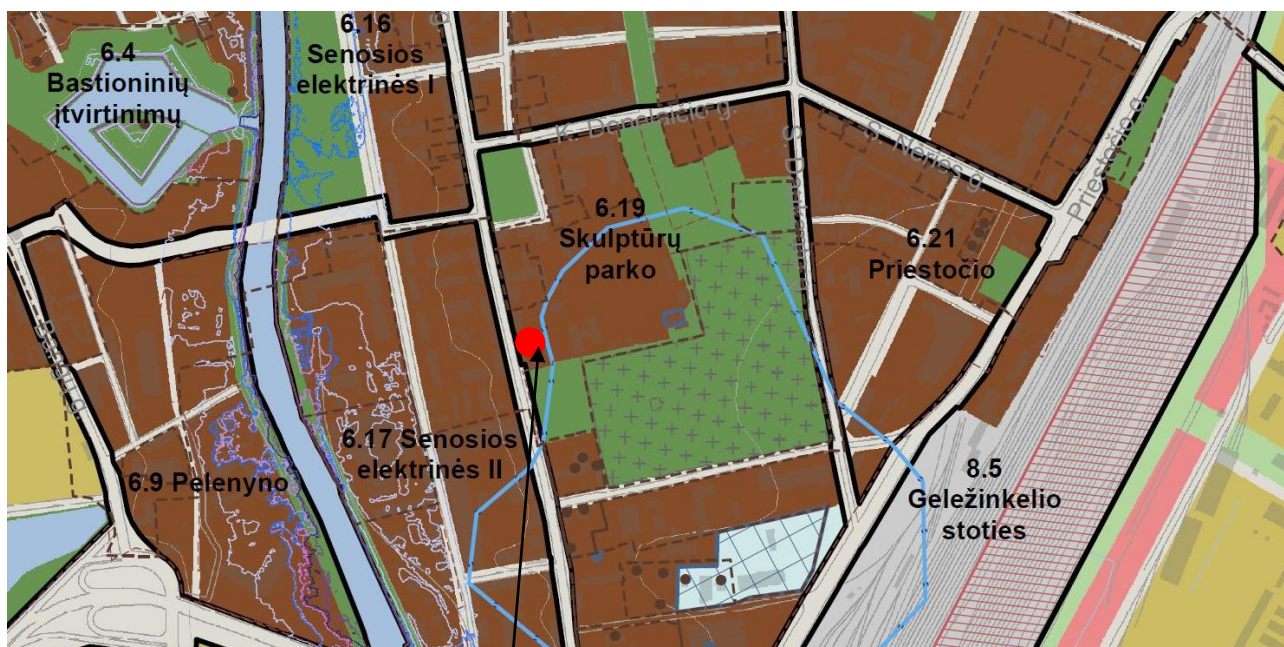 6.4
Bastioninių
įtvirtinimų
6.16
Senosios
elektrinės I
K. Donelaičio g.
S. Nėries g.
Priestočio g.
6.19
Skulptūrų
parko
6.21
Priestočio
6.17 Senosios
elektrinės II
6.9 Pelenyno
8.5
Geležinkelio
stoties